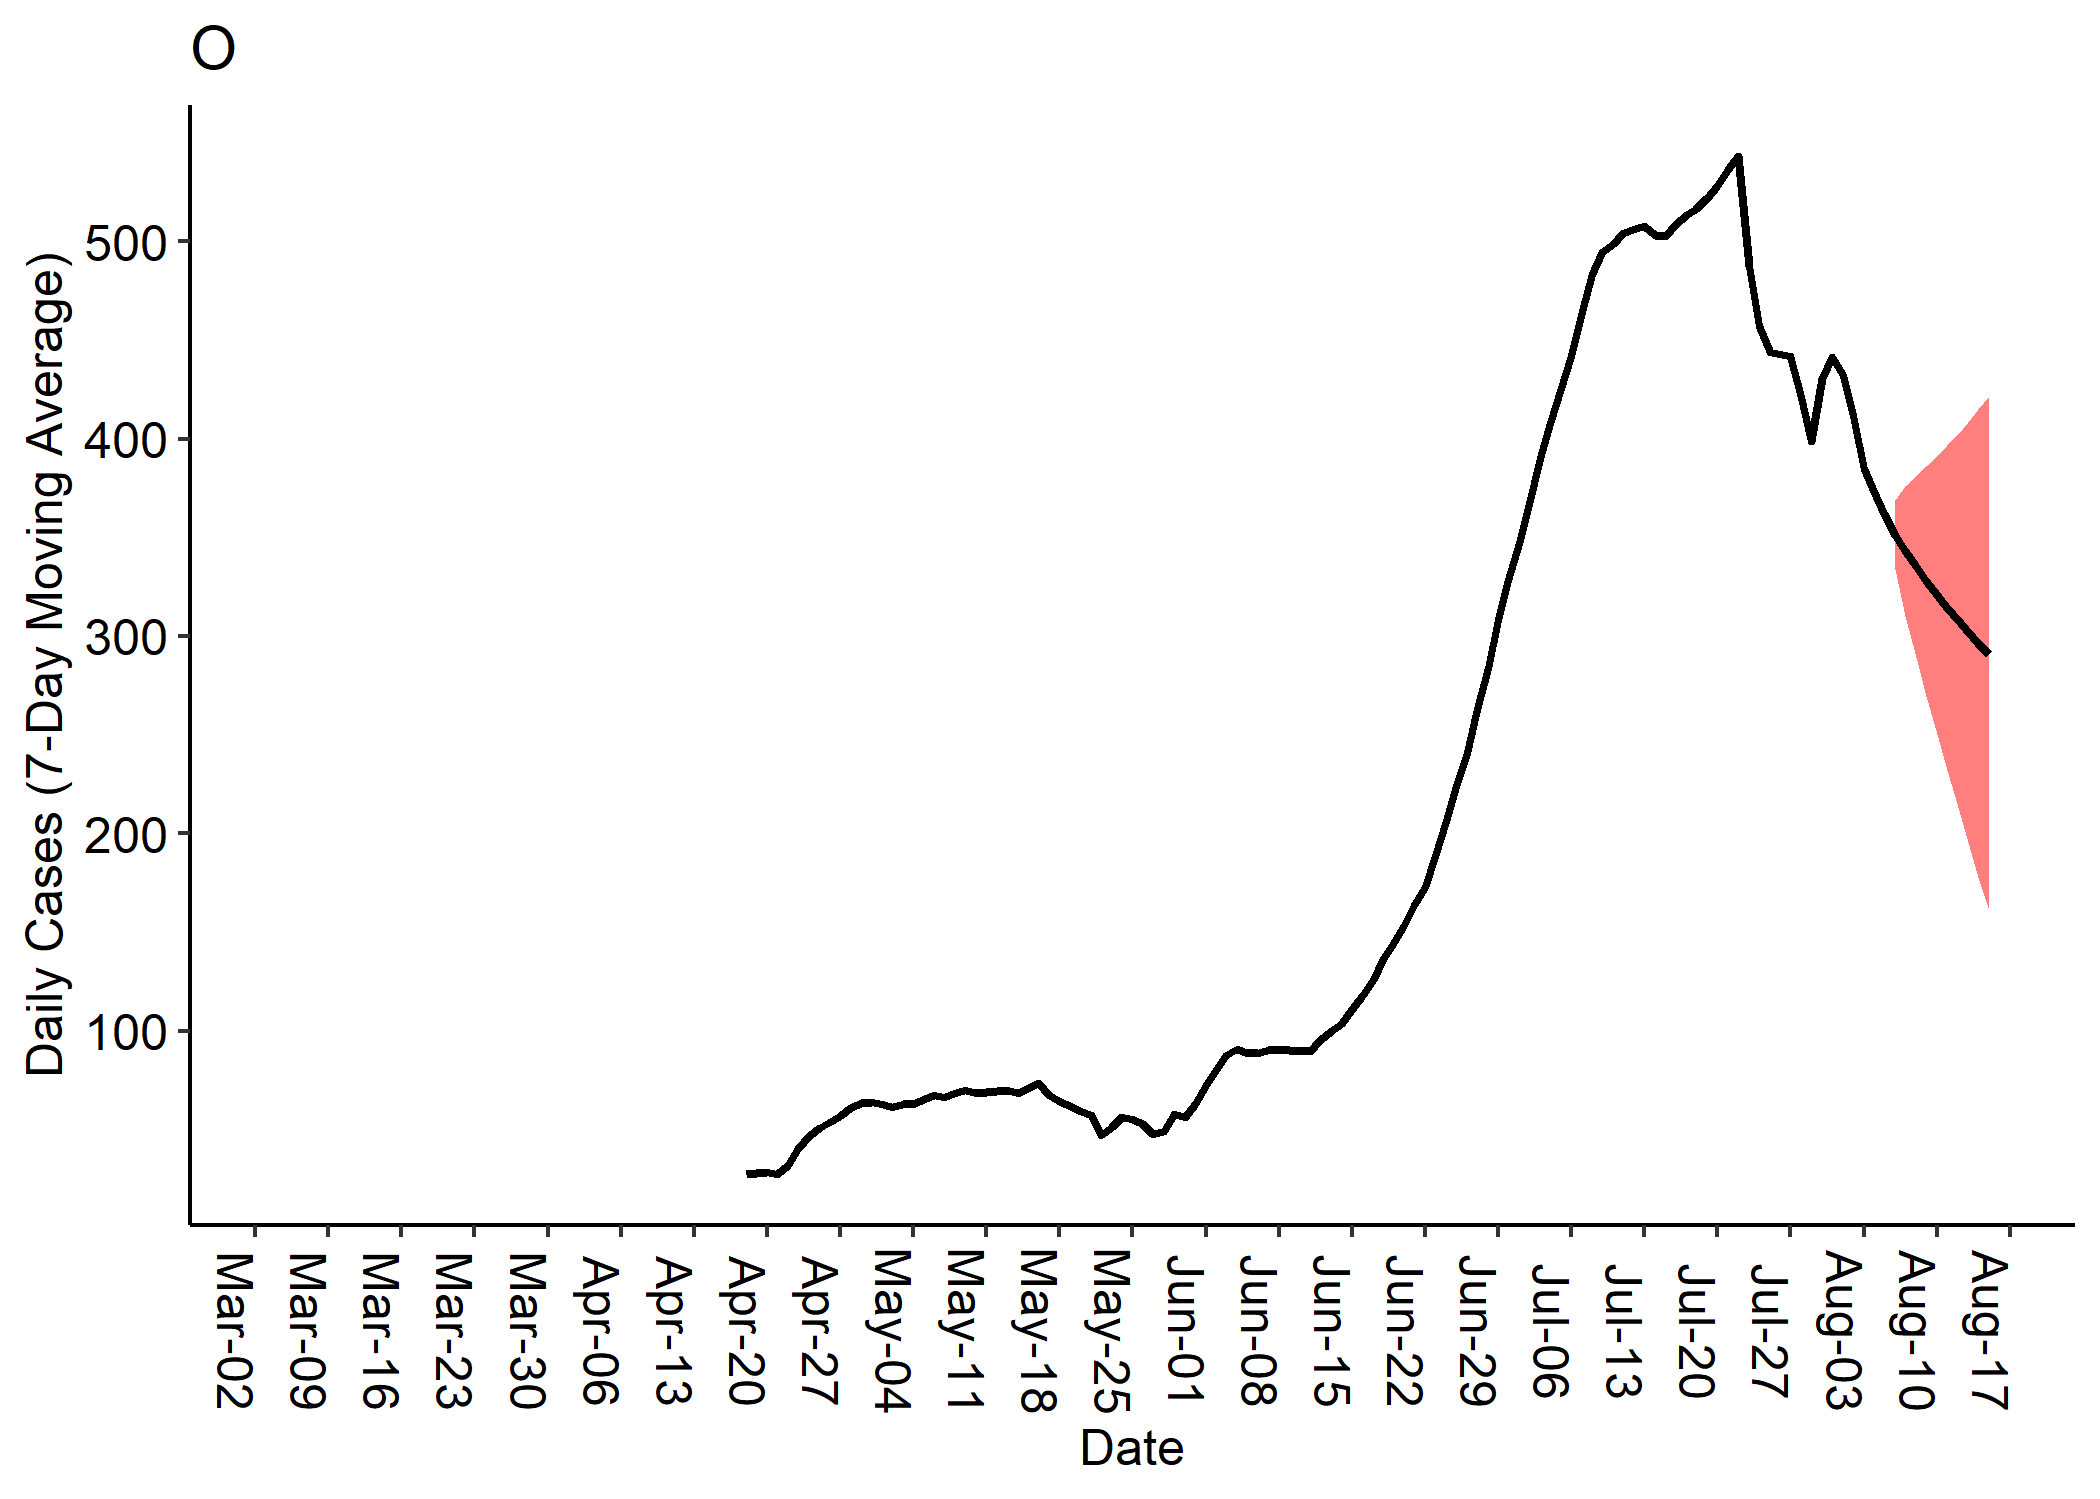 O
Daily Cases (7-Day Moving Average)
500
400
300
200
100
Mar-02
Mar-09
Mar-16
Mar-23
Mar-30
Apr-06
Apr-13
Apr-20
Apr-27
May-04
May-11
May-18
May-25
Jun-01
Jun-08
Jun-15
Jun-22
Jun-29
Jul-06
Jul-13
Jul-20
Jul-27
Aug-03
Aug-10
Aug-17
Date